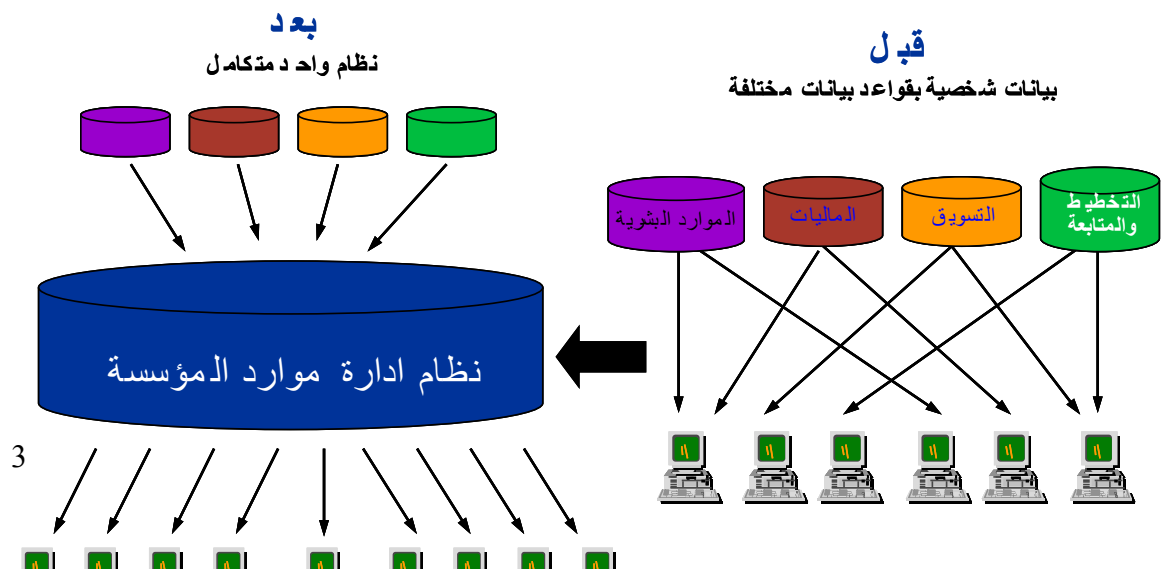 قبل
بيانات شخصية بقواعد بيانات مختلفة
التخطيط
والمتابعة
التسويق
الماليات
الموارد البثرية
بعد
نظام واحد متكامل
نظام ادارة موارد المؤسسة
3